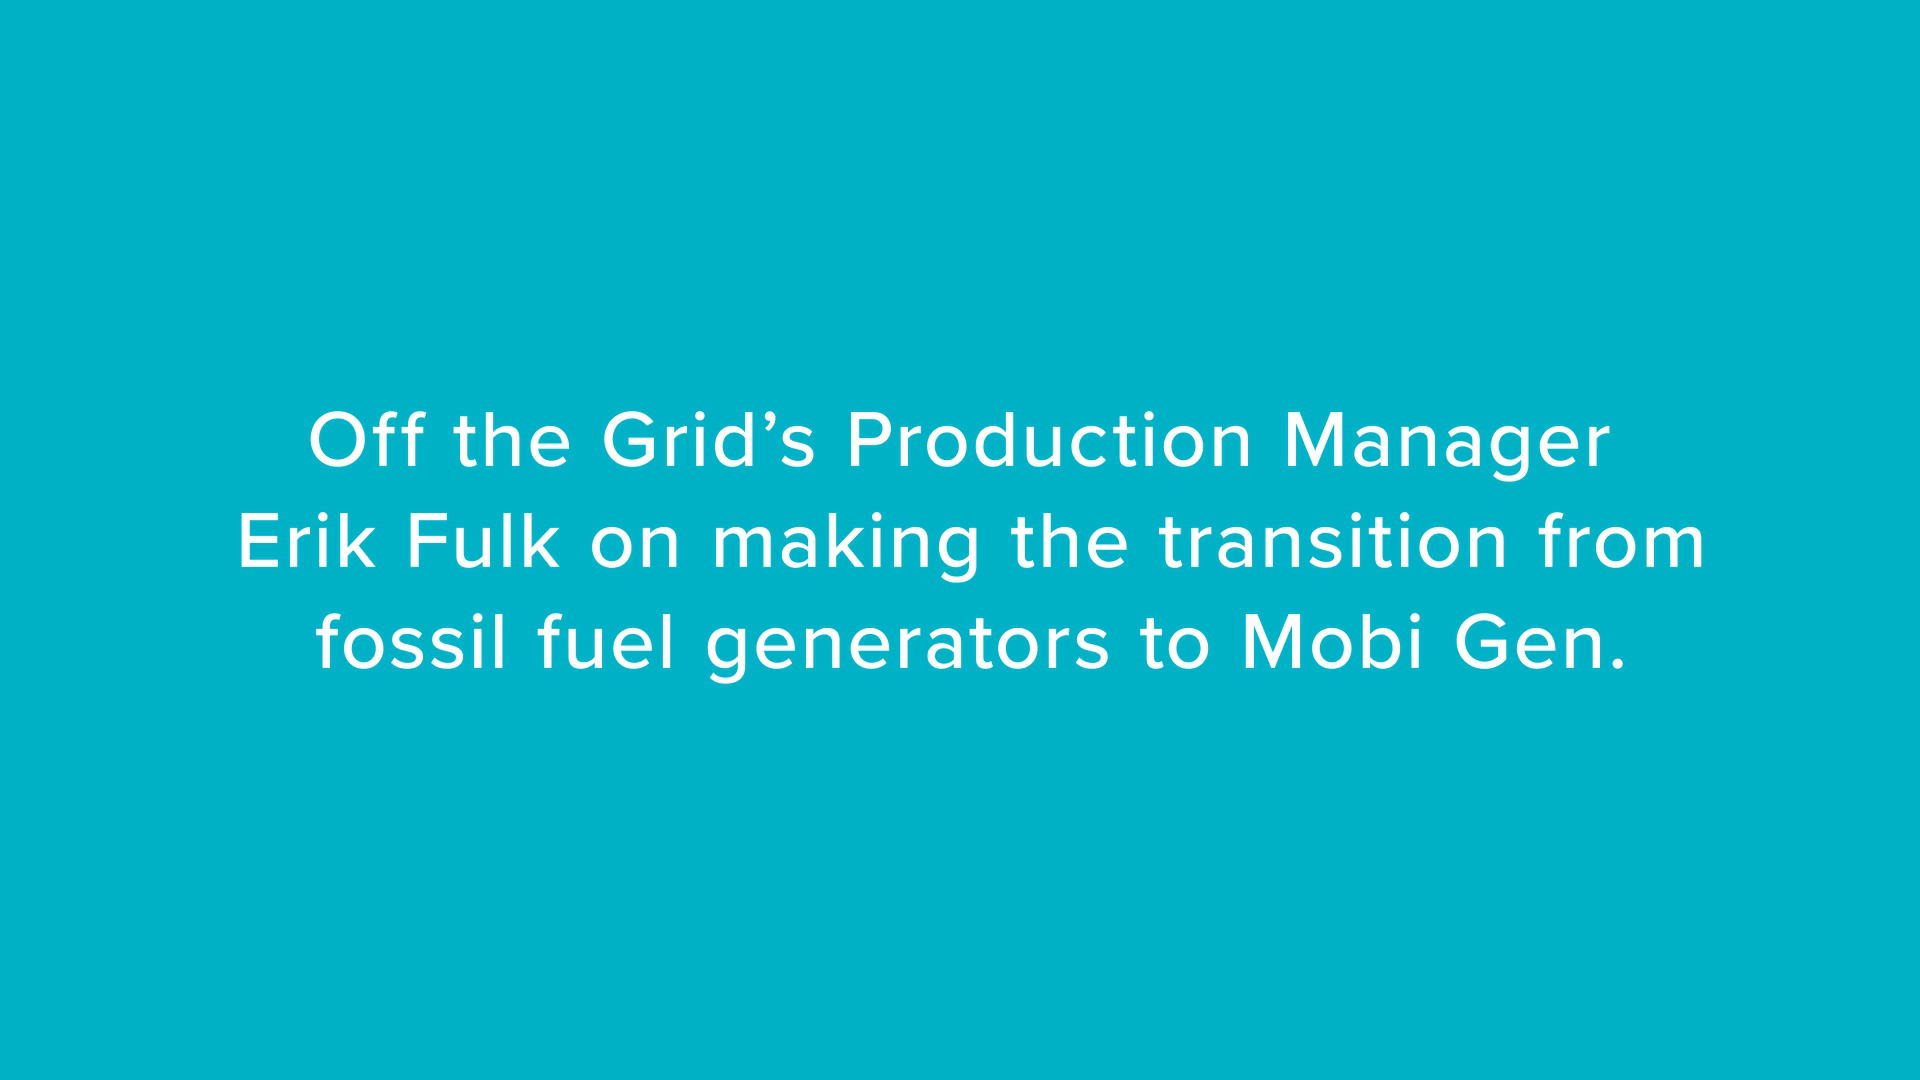 Off the Grid’s Production Manager
Erik Fulk on making the transition from
fossil fuel generators to Mobi Gen.